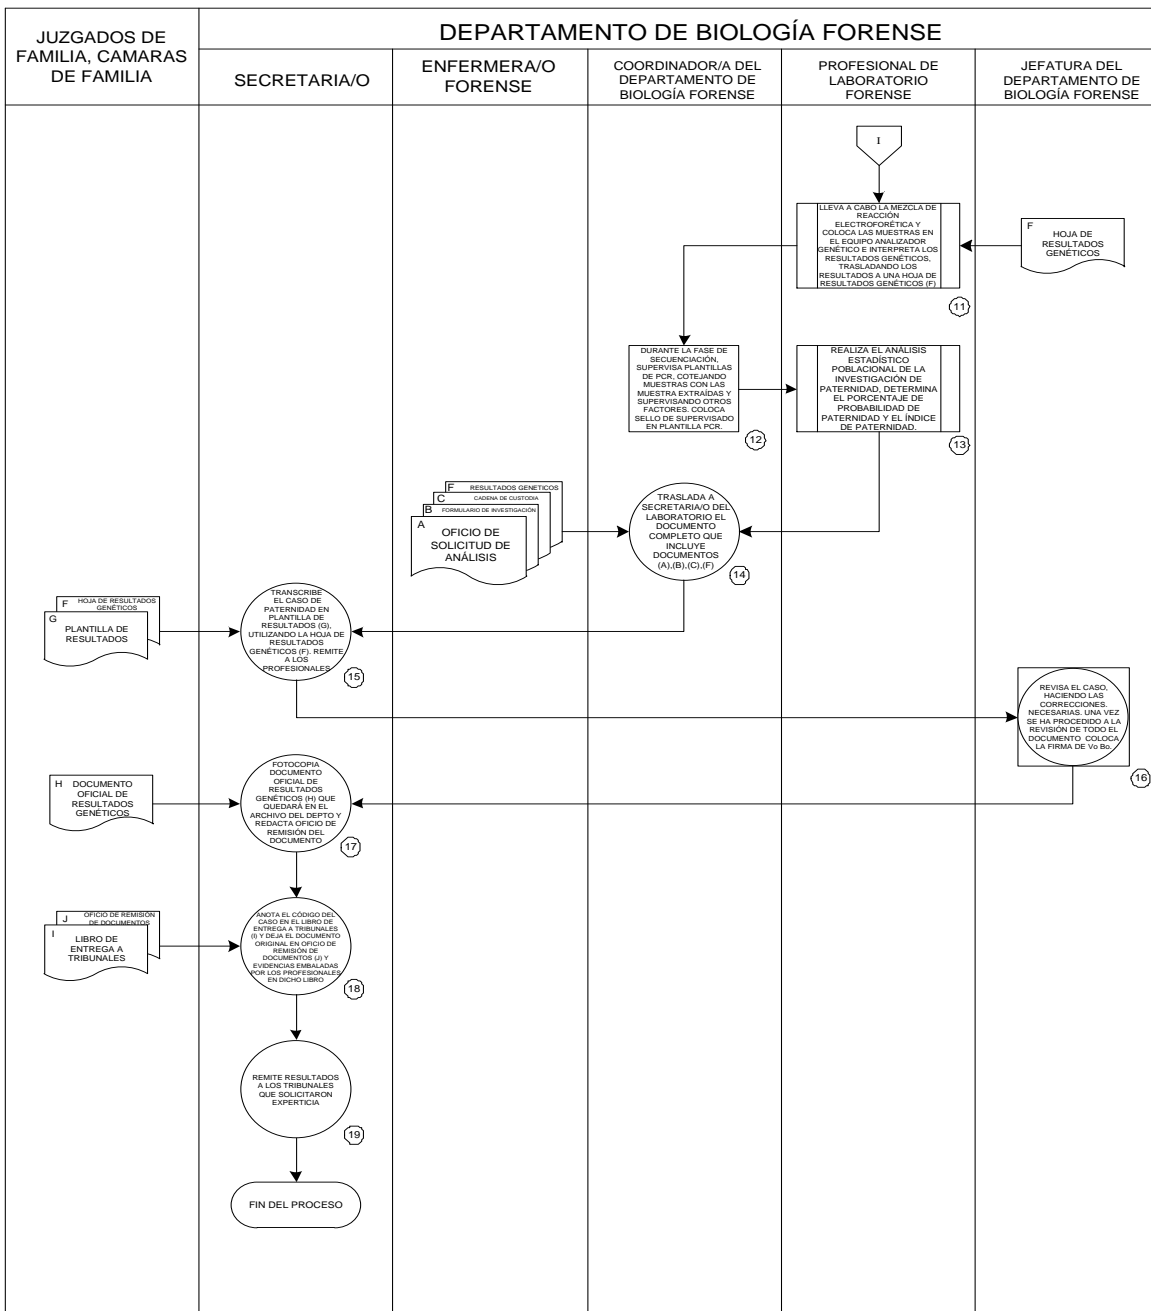 JUZGADOS DE
FAMILIA, CAMARAS
DE FAMILIA
DEPARTAMENTO DE BIOLOGÍA FORENSE
SECRETARIA/O
ENFERMERA/O
FORENSE
COORDINADOR/A DEL
DEPARTAMENTO DE
BIOLOGÍA FORENSE
PROFESIONAL DE
LABORATORIO
FORENSE
JEFATURA DEL
DEPARTAMENTO DE
BIOLOGÍA FORENSE
I
LLEVA A CABO LA MEZCLA DE
REACCIÓN
ELECTROFORÉTICA Y
COLOCA LAS MUESTRAS EN
EL EQUIPO ANALIZADOR
GENÉTICO E INTERPRETA LOS
RESULTADOS GENÉTICOS,
TRASLADANDO LOS
RESULTADOS A UNA HOJA DE
RESULTADOS GENÉTICOS (F)
11
F
HOJA DE
RESULTADOS
GENÉTICOS
DURANTE LA FASE DE
SECUENCIACIÓN,
SUPERVISA PLANTILLAS
DE PCR, COTEJANDO
MUESTRAS CON LAS
MUESTRA EXTRAÍDAS Y
SUPERVISANDO OTROS
FACTORES. COLOCA
SELLO DE SUPERVISADO
EN PLANTILLA PCR.
12
REALIZA EL ANÁLISIS
ESTADÍSTICO
POBLACIONAL DE LA
INVESTIGACIÓN DE
PATERNIDAD, DETERMINA
EL PORCENTAJE DE
PROBABILIDAD DE
PATERNIDAD Y EL ÍNDICE
DE PATERNIDAD.
13
F RESULTADOS GENETICOS
C CADENA DE CUSTODIA
B FORMULARIO DE INVESTIGACIÓN
A
OFICIO DE
SOLICITUD DE
ANÁLISIS
TRASLADA A
SECRETARIA/O DEL
LABORATORIO EL
DOCUMENTO
COMPLETO QUE
INCLUYE
DOCUMENTOS
(A),(B),(C),(F)
14
F HOJA DE RESULTADOS
GENÉTICOS
G
PLANTILLA DE
RESULTADOS
TRANSCRIBE
EL CASO DE
PATERNIDAD EN
PLANTILLA DE
RESULTADOS (G),
UTILIZANDO LA HOJA DE
RESULTADOS
GENÉTICOS (F). REMITE
A LOS
PROFESIONALES
15
REVISA EL CASO,
HACIENDO LAS
CORRECCIONES.
NECESARIAS. UNA VEZ
SE HA PROCEDIDO A LA
REVISIÓN DE TODO EL
DOCUMENTO COLOCA
LA FIRMA DE Vo Bo.
16
H DOCUMENTO
OFICIAL DE
RESULTADOS
GENÉTICOS
FOTOCOPIA
DOCUMENTO
OFICIAL DE
RESULTADOS
GENÉTICOS (H) QUE
QUEDARÁ EN EL
ARCHIVO DEL DEPTO Y
REDACTA OFICIO DE
REMISIÓN DEL
DOCUMENTO
17
J OFICIO DE REMISIÓN
DE DOCUMENTOS
I
LIBRO DE
ENTREGA A
TRIBUNALES
ANOTA EL CÓDIGO DEL
CASO EN EL LIBRO DE
ENTREGA A TRIBUNALES
(I) Y DEJA EL DOCUMENTO
ORIGINAL EN OFICIO DE
REMISIÓN DE
DOCUMENTOS (J) Y
EVIDENCIAS EMBALADAS
POR LOS PROFESIONALES
EN DICHO LIBRO
18
REMITE RESULTADOS
A LOS TRIBUNALES
QUE SOLICITARON
EXPERTICIA
19
FIN DEL PROCESO